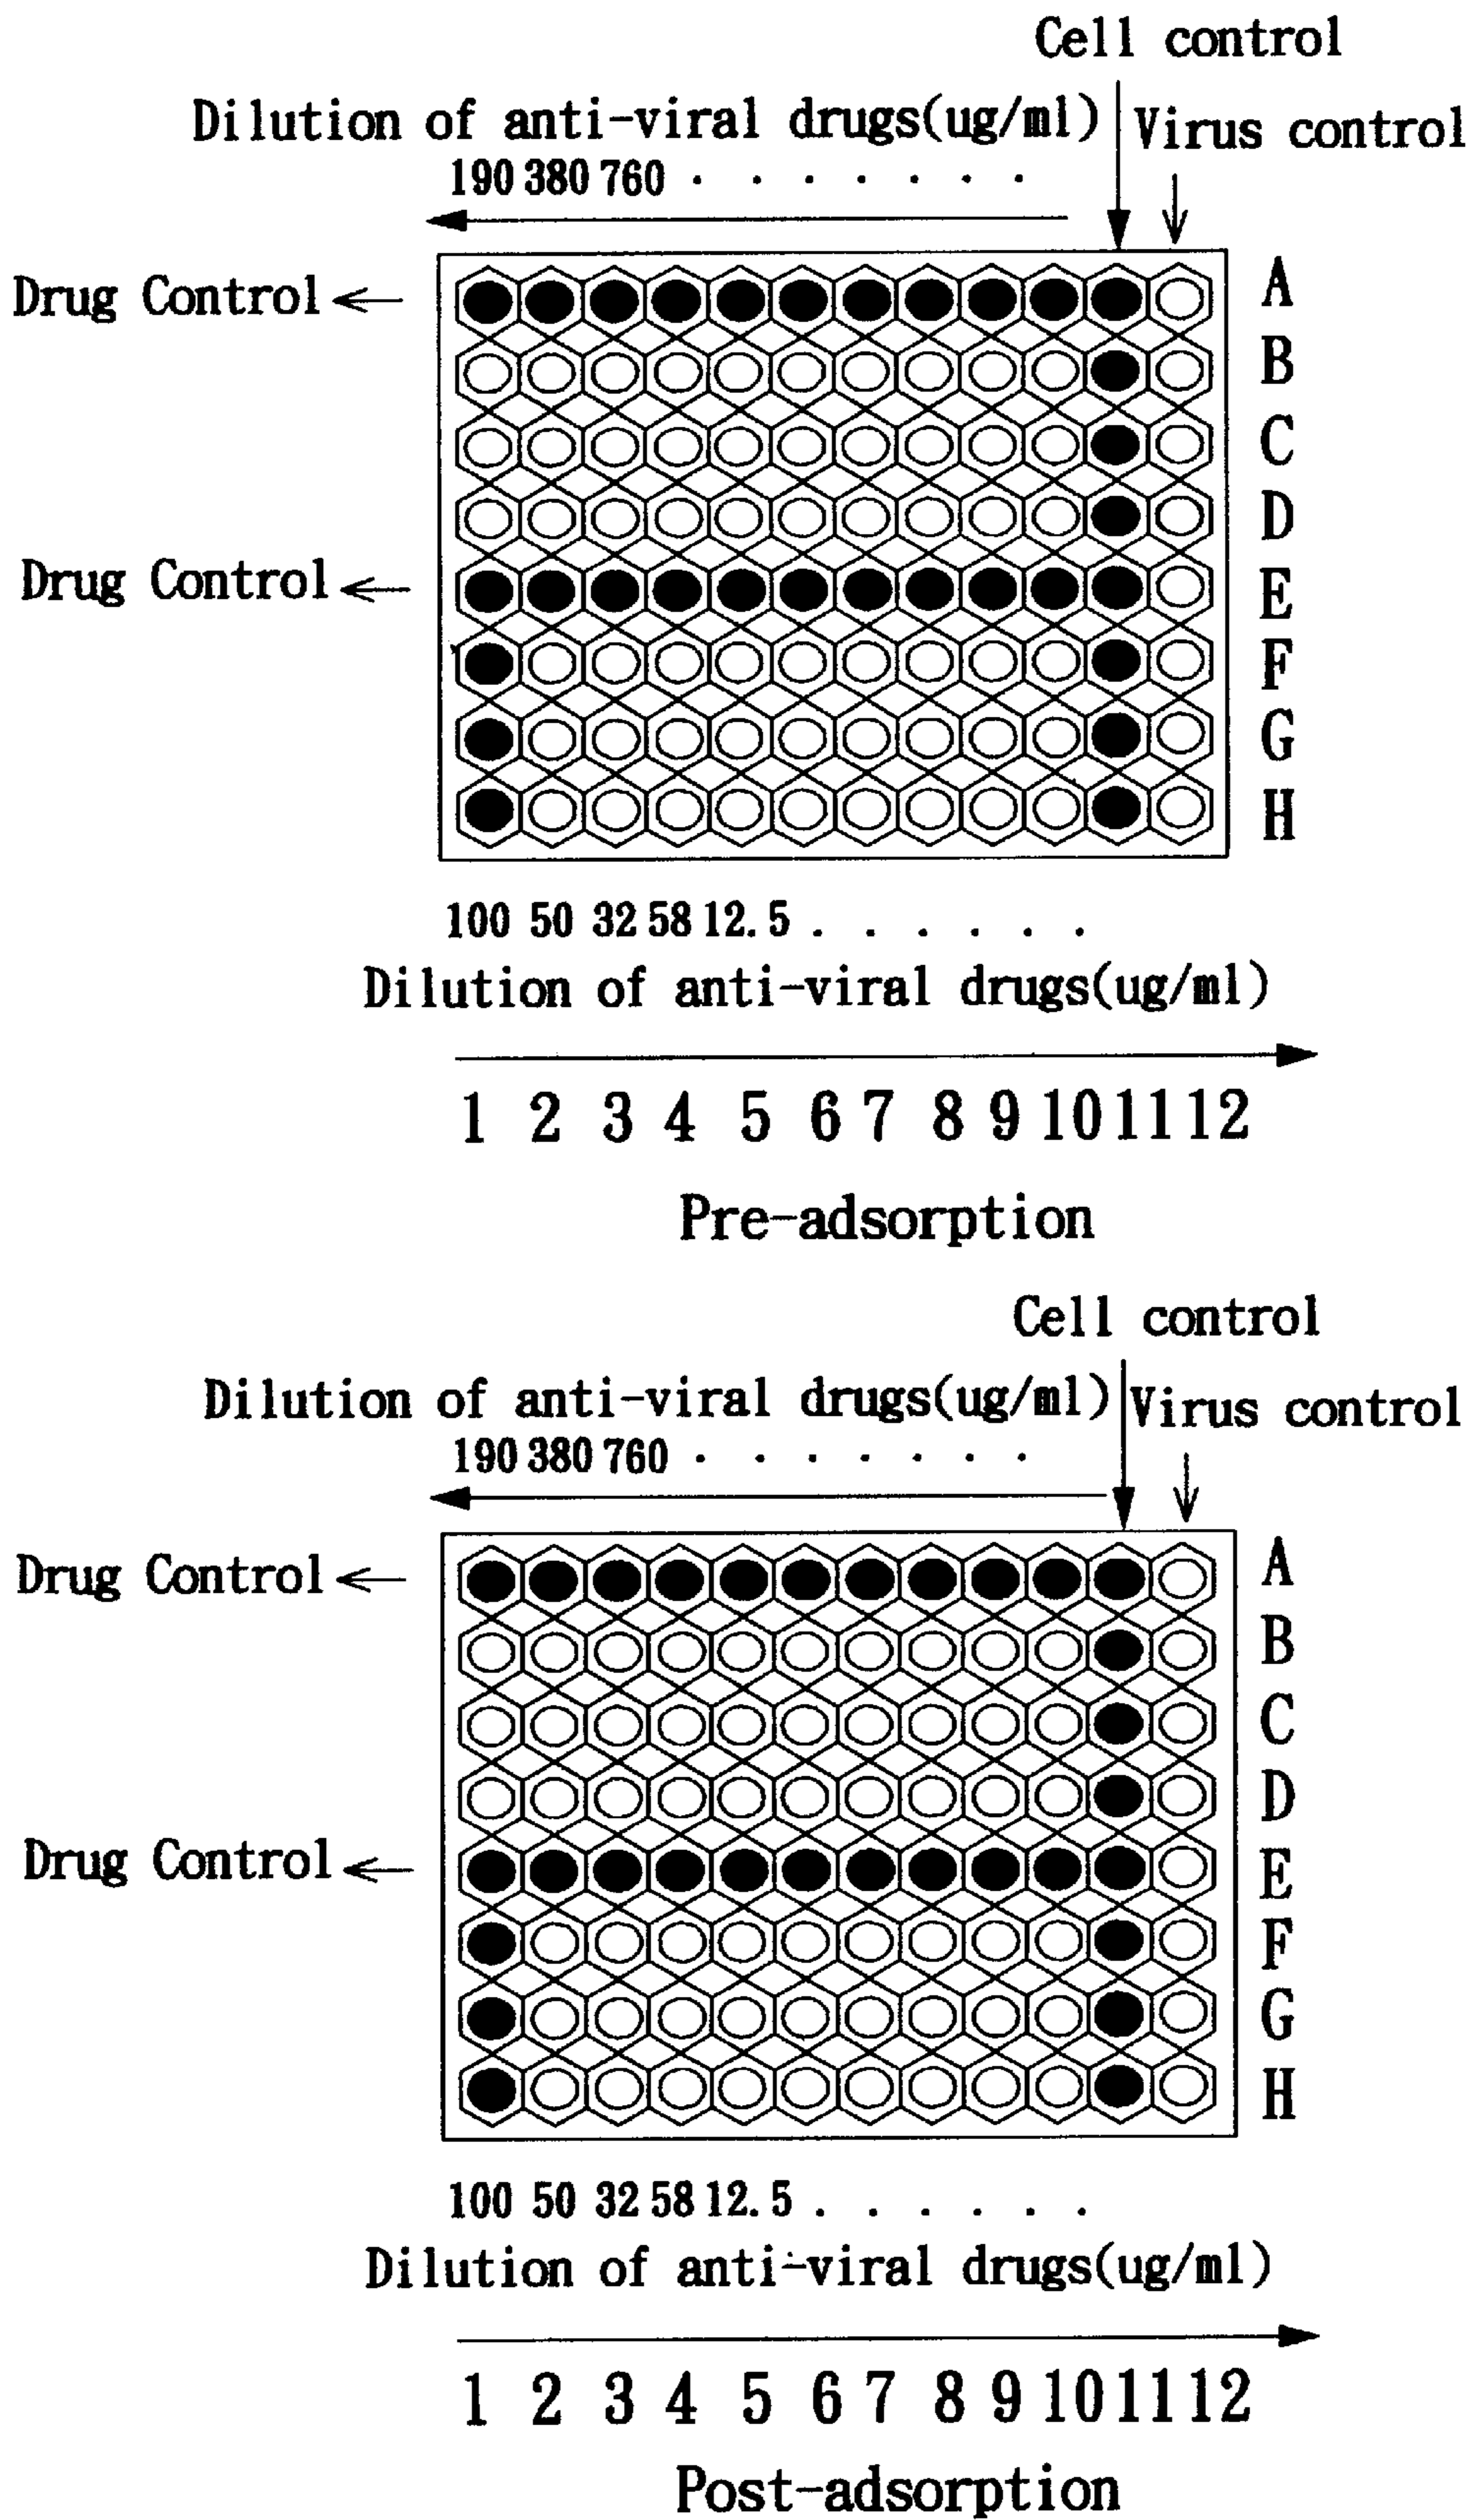 Cell control
Dilution of anti-viral drugs(ug/ml)
Virus control
190 380 760 . . . . . . .
Drug Control
A
B
C
D
Drug Control
E
F
G
H
100 50 32 58 12.5 . . . . . .
Dilution of anti-viral drugs(ug/ml)
1 2 3 4 5 6 7 8 9 10 11 12
Pre-adsorption
Cell control
Dilution of anti-viral drugs(ug/ml)
Virus control
190 380 760 . . . . . . .
Drug Control
A
B
C
D
Drug Control
E
F
G
H
100 50 32 58 12.5 . . . . . .
Dilution of anti-viral drugs(ug/ml)
1 2 3 4 5 6 7 8 9 10 11 12
Post-adsorption